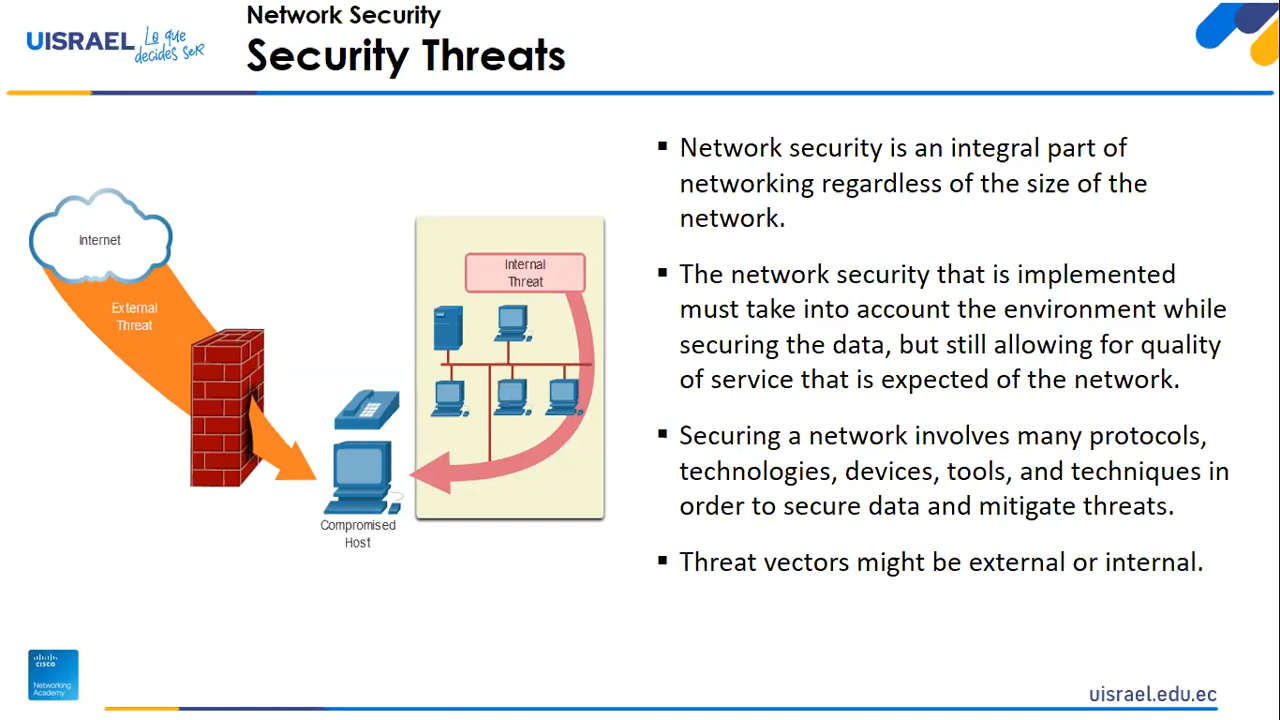 Network Security
Security Threats
UISRAEL
Lo que
decides seR
Internet
External
Threat
Internal
Threat
Compromised
Host
▪ Network security is an integral part of
networking regardless of the size of the
network.
▪ The network security that is implemented
must take into account the environment while
securing the data, but still allowing for quality
of service that is expected of the network.
▪ Securing a network involves many protocols,
technologies, devices, tools, and techniques in
order to secure data and mitigate threats.
▪ Threat vectors might be external or internal.
CISCO
Networking
Academy
uisrael.edu.ec